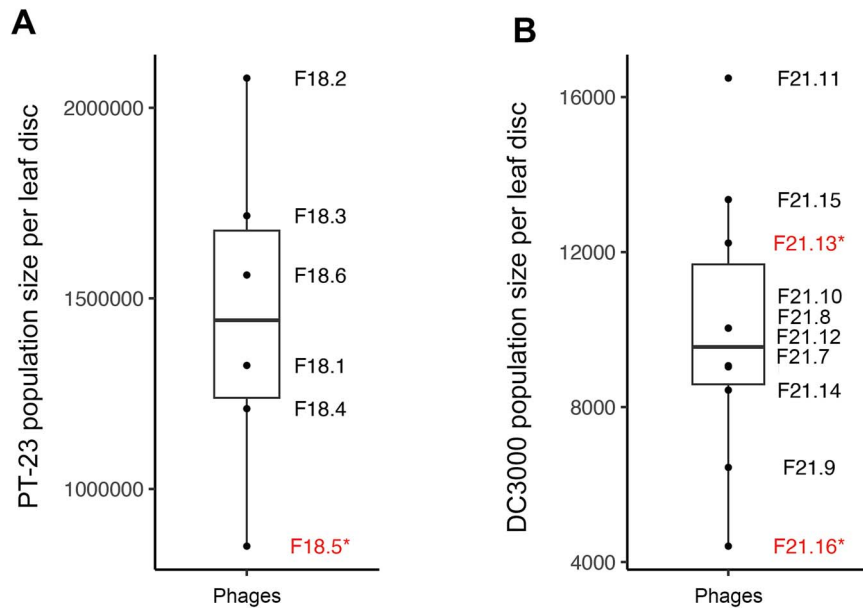 A
PT-23 population size per leaf disc
2000000
1500000
1000000
F18.2
F18.3
F18.6
F18.1
F18.4
F18.5*
Phages
B
DC3000 population size per leaf disc
16000
12000
8000
4000
F21.11
F21.15
F21.13*
F21.10
F21.8
F21.12
F21.7
F21.14
F21.9
F21.16*
Phages